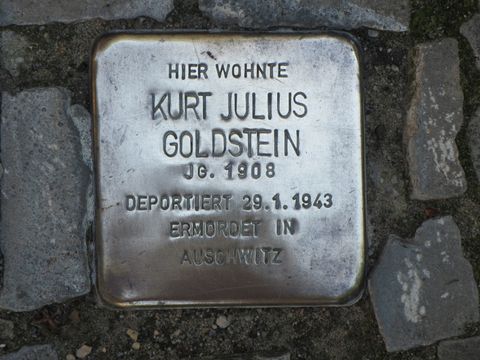 HIER WOHNTE
KURT JULIUS
GOLDSTEIN
JG. 1908
DEPORTIERT 29.1.1943
ERMORDET IN
AUSCHWITZ